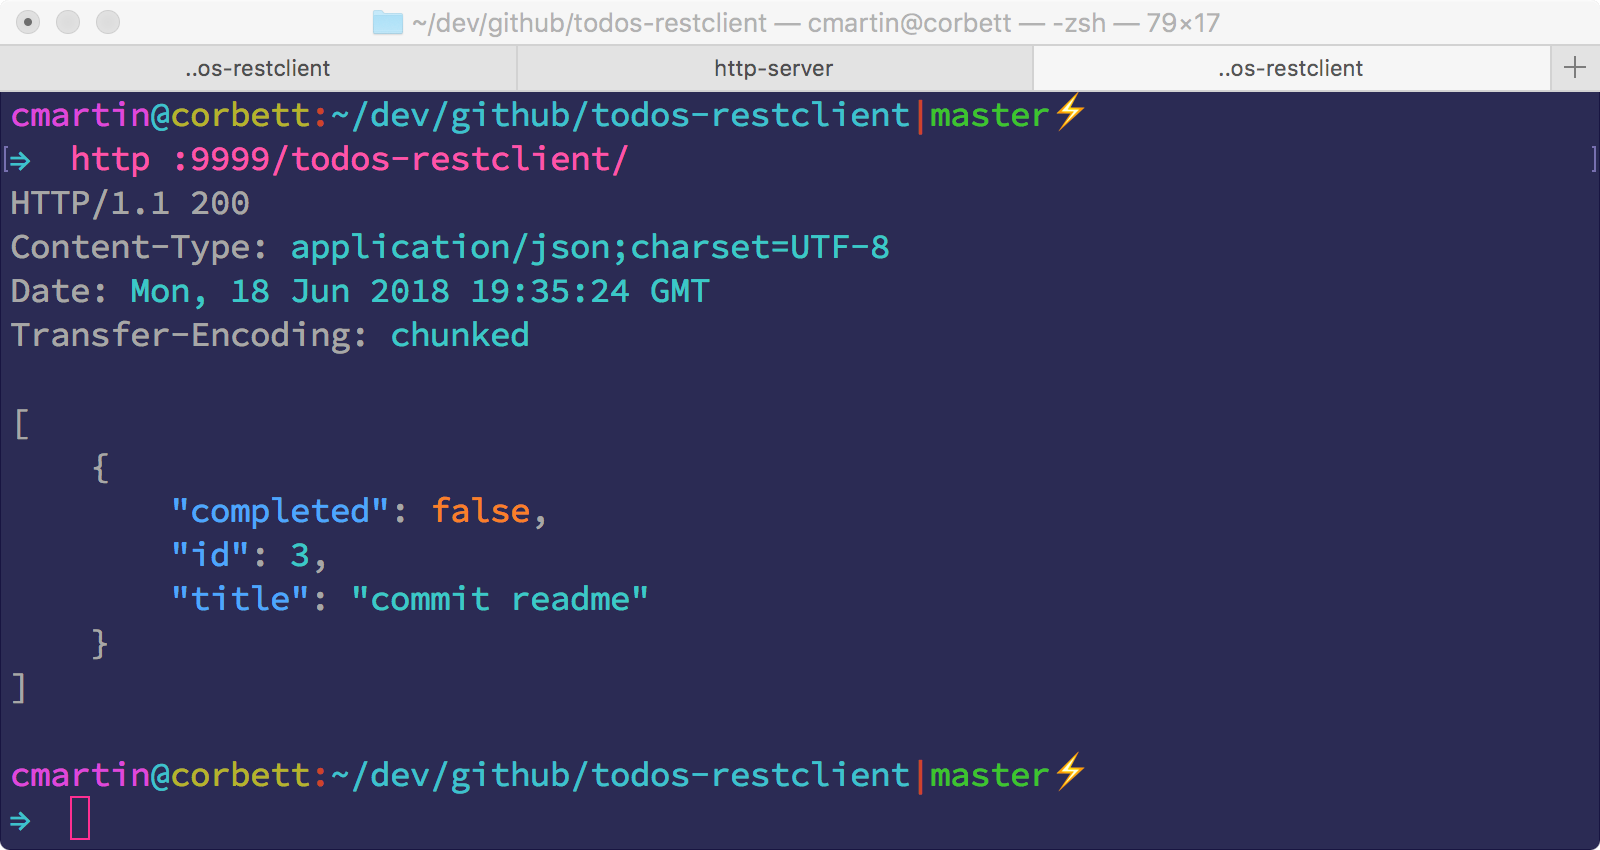 ~/dev/github/todos-restclient — cmartin@corbett — -zsh — 79×17
..os-restclient http-server ..os-restclient +
cmartin@corbett:~/dev/github/todos-restclient|master⚡
[⇒  http :9999/todos-restclient/ ]
HTTP/1.1 200
Content-Type: application/json;charset=UTF-8
Date: Mon, 18 Jun 2018 19:35:24 GMT
Transfer-Encoding: chunked

[
    {
        "completed": false,
        "id": 3,
        "title": "commit readme"
    }
]

cmartin@corbett:~/dev/github/todos-restclient|master⚡
⇒